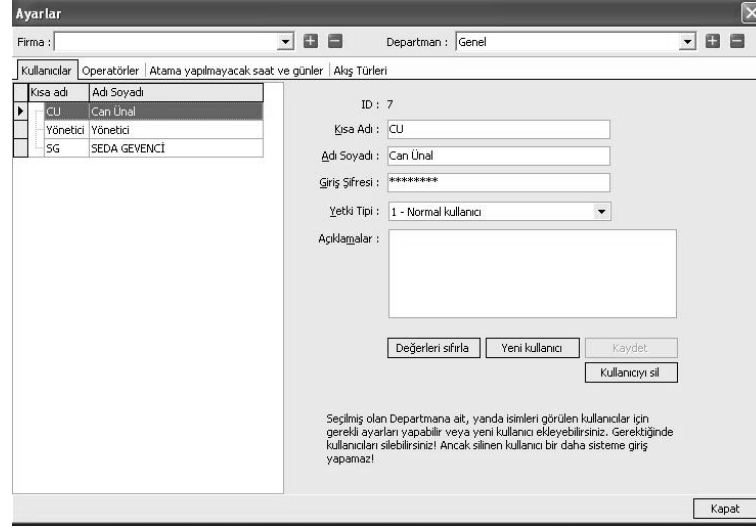 Ayarlar
Firma :
Departman : Genel
Kullanıcılar Operatörler Atama yapılmayacak saat ve günler Akış Türleri
Kısa adı Adı Soyadı
CU Can Ünal
Yönetici Yönetici
SG SEDA GEVENCİ
ID : 7
Kısa Adı : CU
Adı Soyadı : Can Ünal
Giriş Şifresi : ********
Yetki Tipi : 1 - Normal kullanıcı
Açıklamalar :
Değerleri sıfırla Yeni kullanıcı Kaydet
Kullanıcıyı sil
Seçilmiş olan Departmana ait, yanda isimleri görülen kullanıcılar için
gerekli ayarları yapabilir veya yeni kullanıcı ekleyebilirsiniz. Gerektiğinde
kullanıcıları silebilirsiniz! Ancak silinen kullanıcı bir daha sisteme giriş
yapamaz!
Kapat